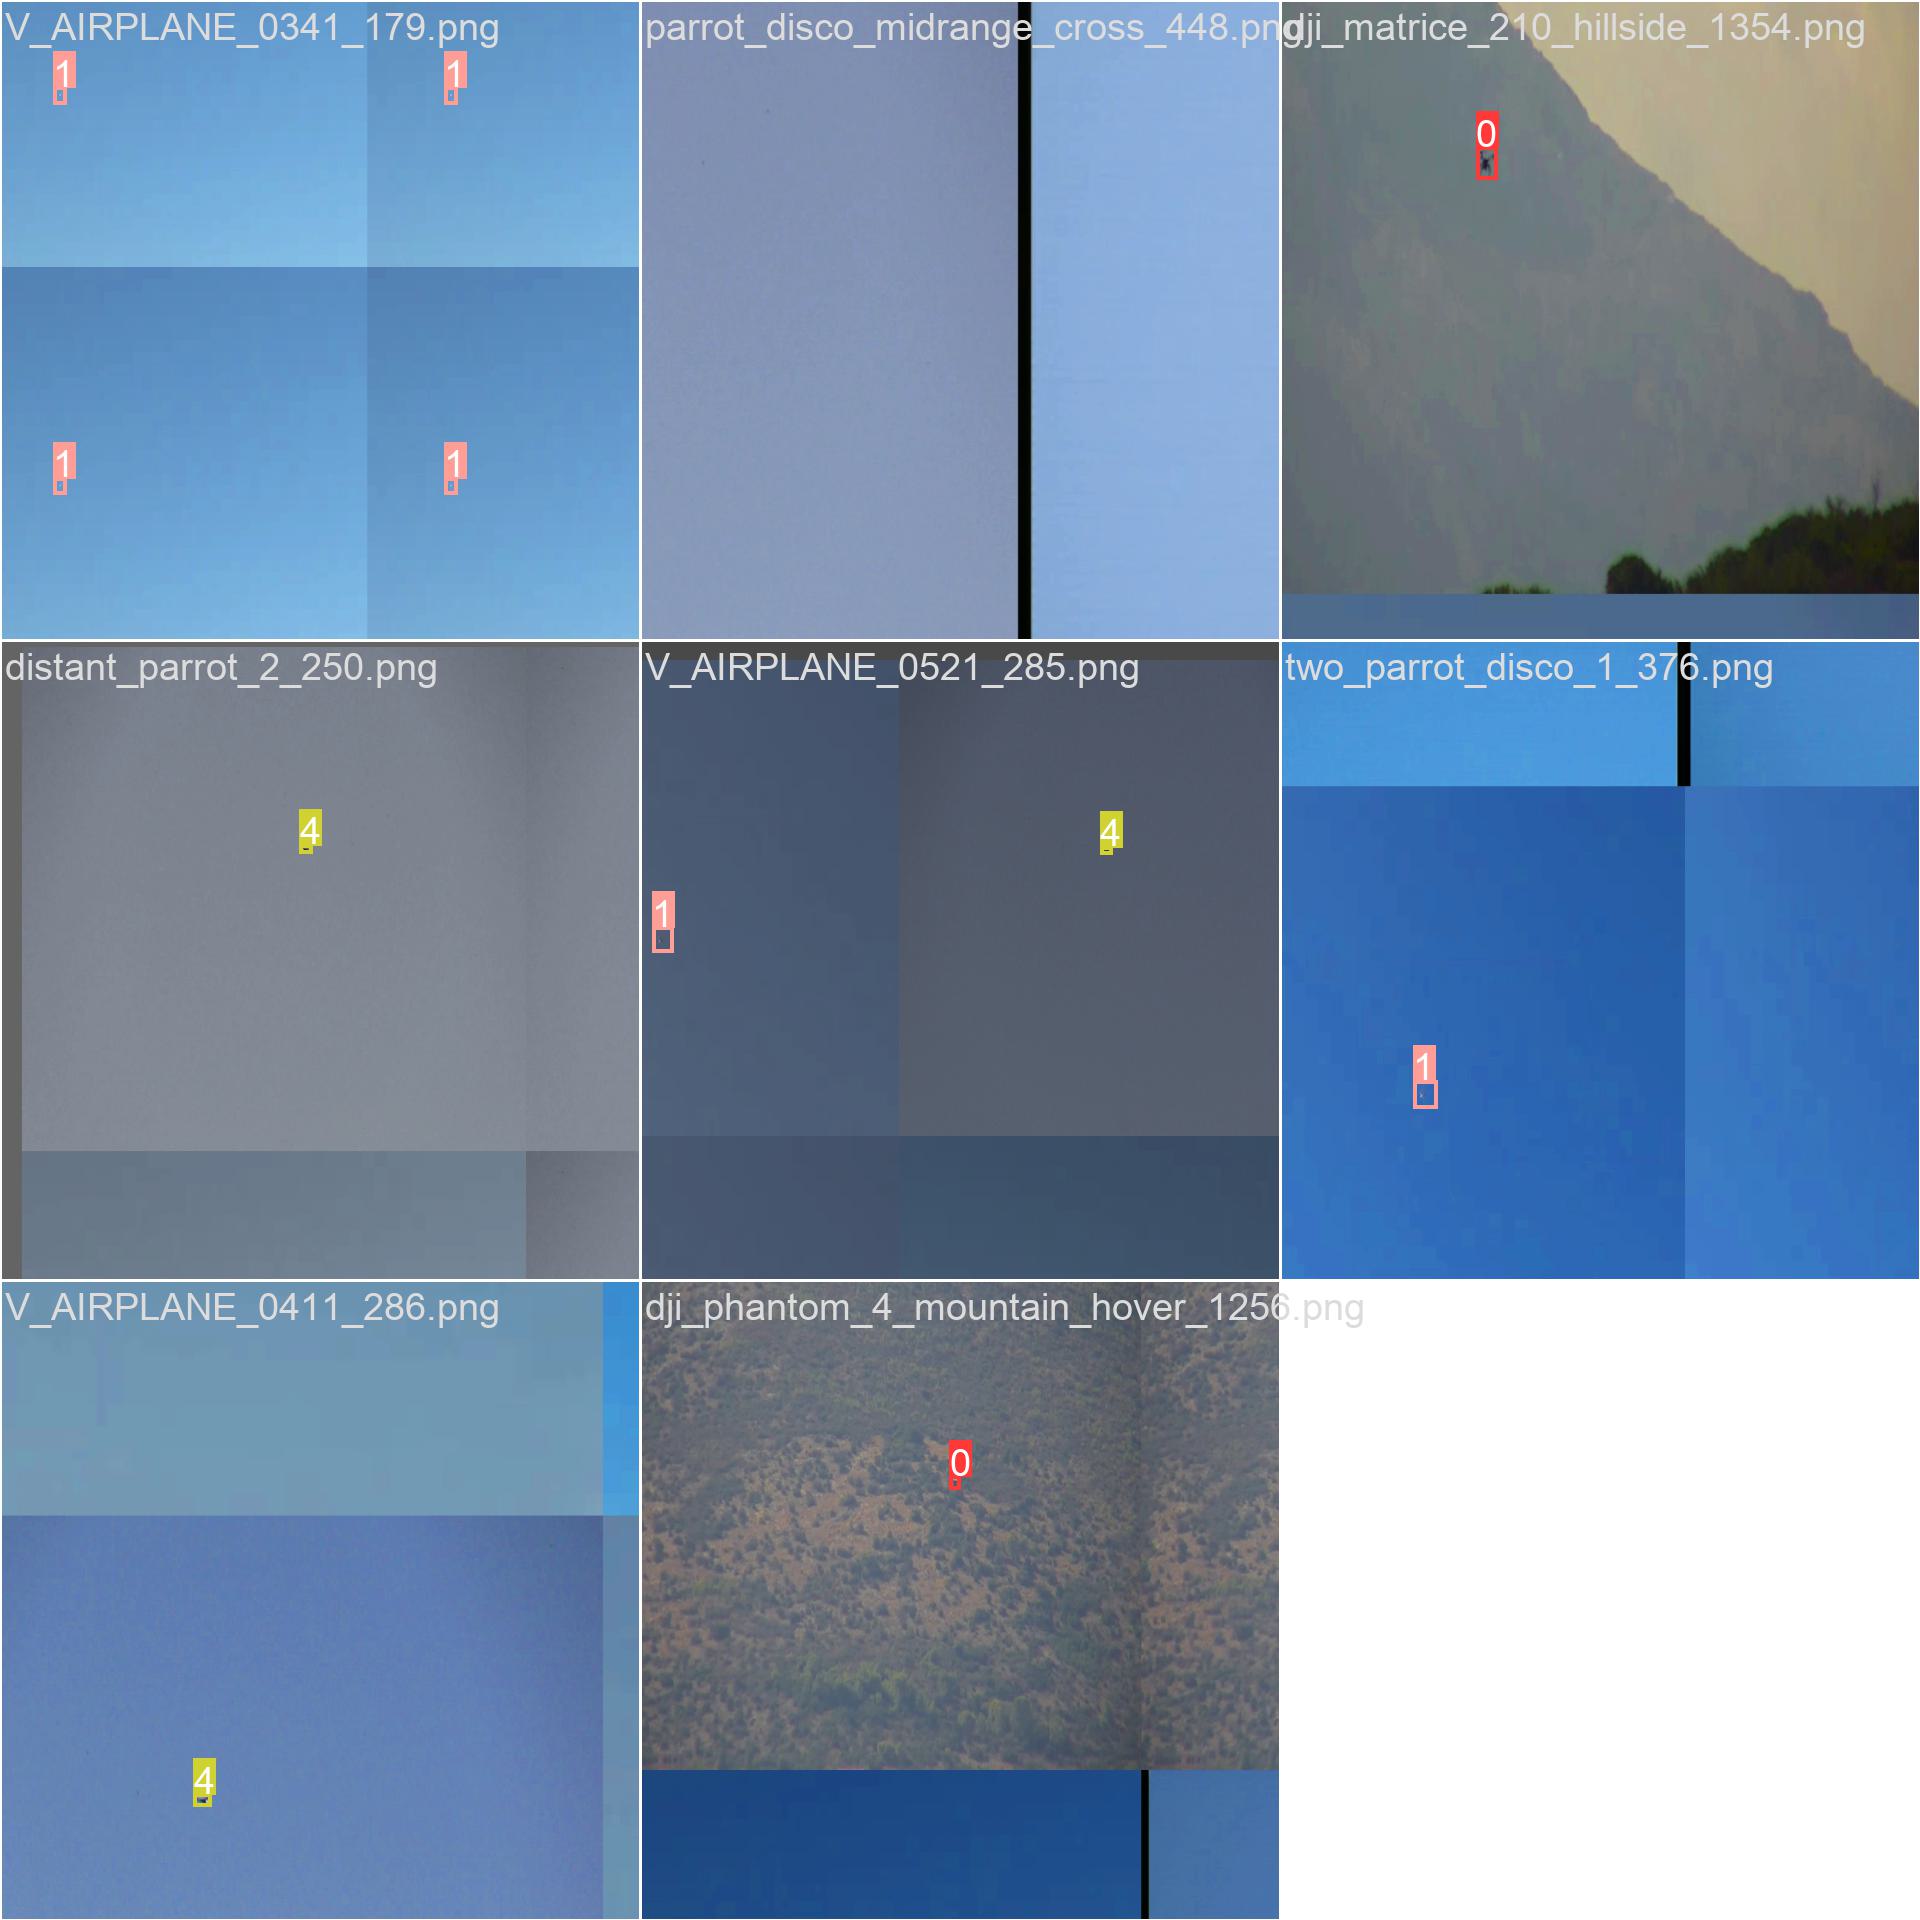 V_AIRPLANE_0341_179.png
parrot_disco_midrange_cross_448.png
dji_matrice_210_hillside_1354.png
1
1
0
1
1
distant_parrot_2_250.png
V_AIRPLANE_0521_285.png
two_parrot_disco_1_376.png
4
4
1
1
V_AIRPLANE_0411_286.png
dji_phantom_4_mountain_hover_1256.png
0
4